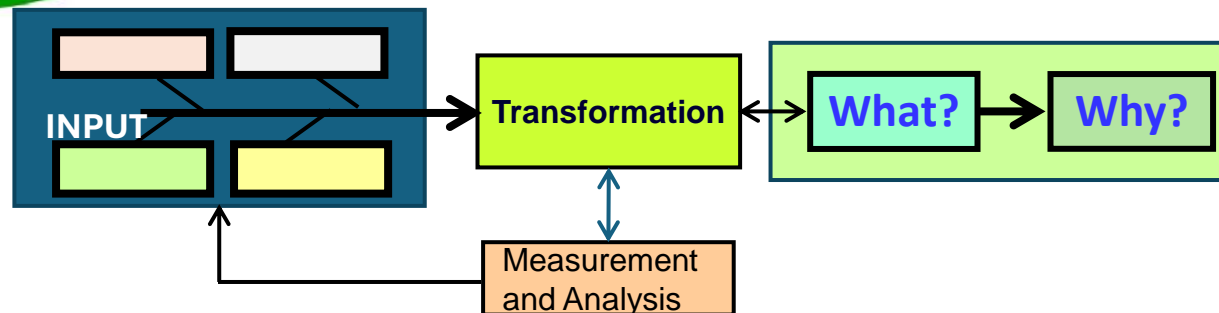 INPUT
Transformation
What?
Why?
Measurement
and Analysis